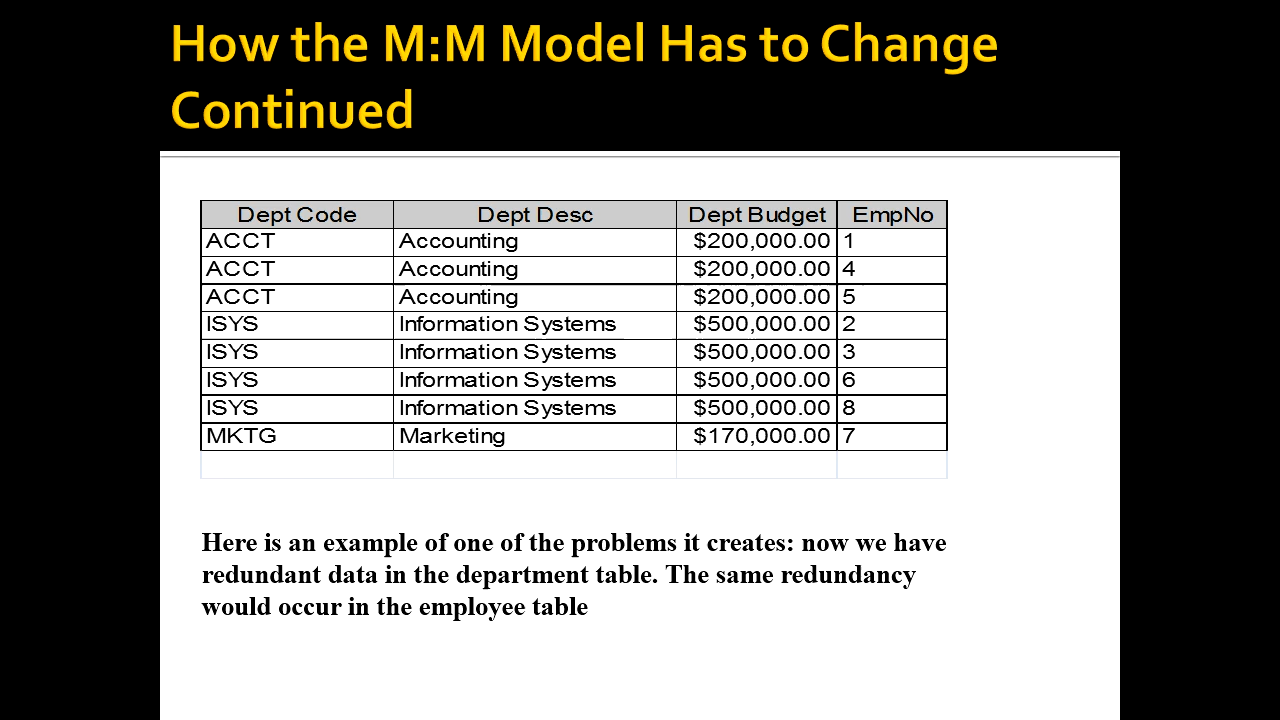 How the M:M Model Has to Change
Continued
Dept Code Dept Desc Dept Budget EmpNo
ACCT Accounting $200,000.00 1
ACCT Accounting $200,000.00 4
ACCT Accounting $200,000.00 5
ISYS Information Systems $500,000.00 2
ISYS Information Systems $500,000.00 3
ISYS Information Systems $500,000.00 6
ISYS Information Systems $500,000.00 8
MKTG Marketing $170,000.00 7
Here is an example of one of the problems it creates: now we have
redundant data in the department table. The same redundancy
would occur in the employee table